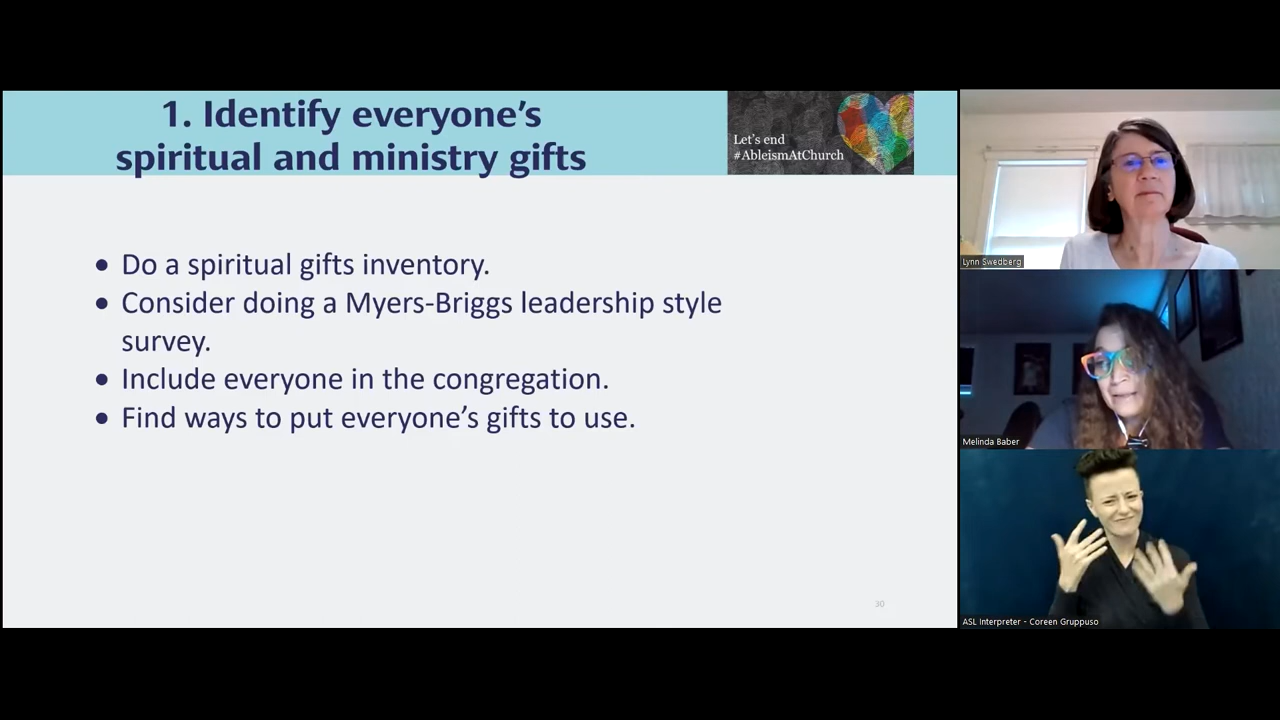 1. Identify everyone's
spiritual and ministry gifts
Let's end
#AbleismAtChurch
• Do a spiritual gifts inventory.
• Consider doing a Myers-Briggs leadership style
survey.
• Include everyone in the congregation.
• Find ways to put everyone's gifts to use.
30
Lynn Swedberg
Melinda Baber
ASL Interpreter - Coreen Gruppuso